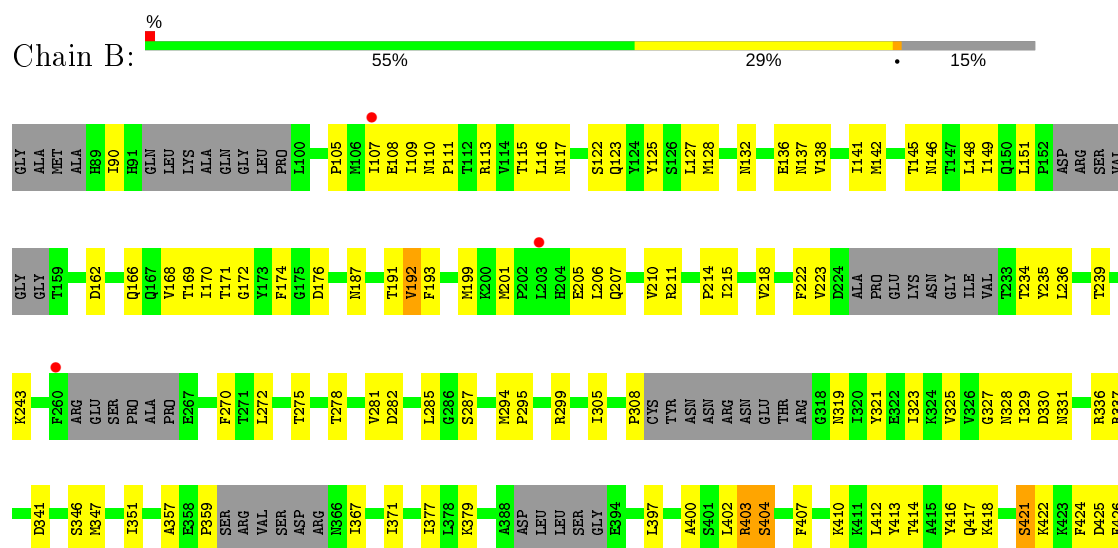 %
Chain B:
55% 29% • 15%
GLY ALA MET ALA H89 I90 H91 GLN LEU LYS ALA GLN GLY LEU PRO L100 P105 M106 I107 E108 I109 N110 P111 T112 R113 V114 T115 L116 N117 S122 Q123 Y124 Y125 S126 L127 M128 N132 E136 N137 V138 I141 M142 T145 N146 T147 L148 I149 Q150 L151 P152 ASP ARG SER VAL
GLY GLY T159 D162 Q166 Q167 V168 T169 I170 T171 G172 Y173 F174 G175 D176 N187 T191 V192 F193 M199 K200 M201 P202 L203 H204 E205 L206 Q207 V210 R211 P214 I215 V218 F222 V223 D224 ALA PRO GLU LYS ASN GLY ILE VAL T233 T234 Y235 L236 T239
K243 F260 ARG GLU SER PRO ALA PRO E267 F270 T271 L272 T275 T278 V281 D282 L285 G286 S287 M294 P295 R299 I305 P308 CYS TYR ASN ASN ARG ASN GLU THR ARG G318 N319 I320 Y321 E322 I323 K324 V325 V326 G327 N328 I329 D330 N331 R336
D341 S346 M347 I351 A357 E358 P359 SER ARG VAL SER ASP ARG N366 I367 I371 I377 L378 K379 A388 ASP LEU LEU SER GLY E394 L397 A400 S401 L402 R403 S404 F407 K410 K411 L412 Y413 T414 A415 Y416 Q417 K418 S421 K422 K423 F424 D425